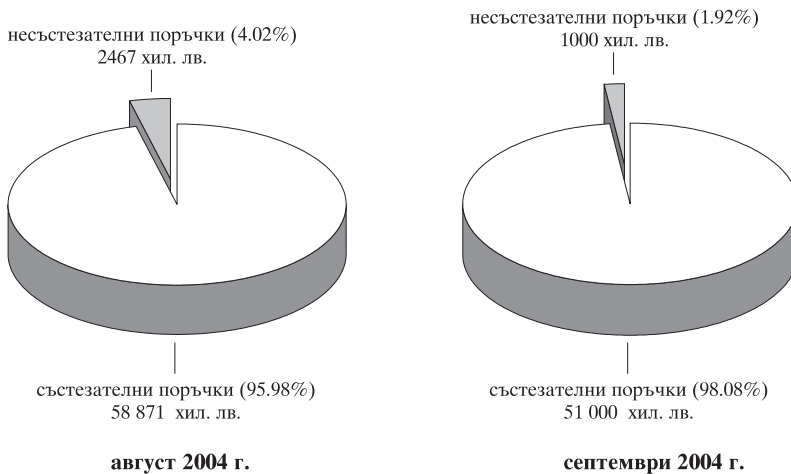 несъстезателни поръчки (4.02%)
2467 хил. лв.
състезателни поръчки (95.98%)
58 871 хил. лв.
август 2004 г.
несъстезателни поръчки (1.92%)
1000 хил. лв.
състезателни поръчки (98.08%)
51 000 хил. лв.
септември 2004 г.